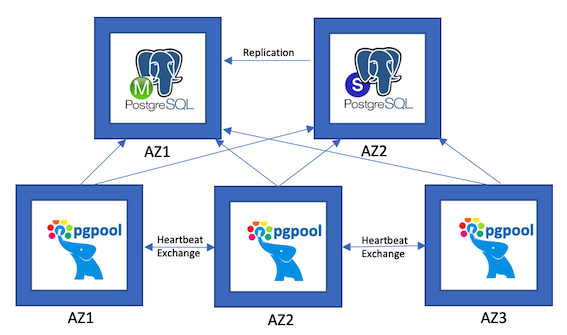 Replication
M
PostgreSQL
S
PostgreSQL
AZ1
AZ2
pgpool
Heartbeat
Exchange
pgpool
Heartbeat
Exchange
pgpool
AZ1
AZ2
AZ3